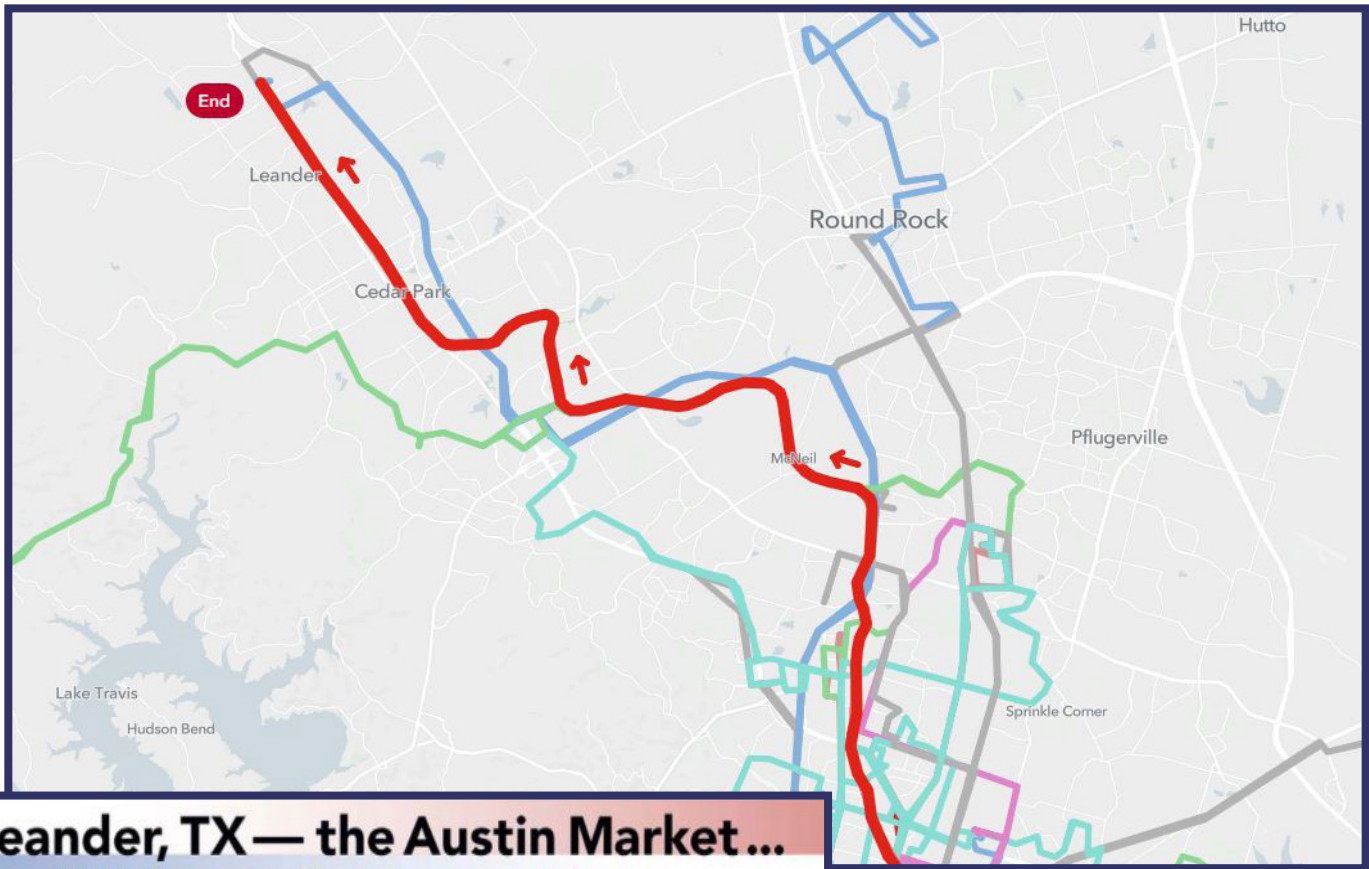 Hutto
End
Leander
Round Rock
Cedar Park
Pflugerville
McNeil
Lake Travis
Sprinkle Corner
Hudson Bend
eander, TX — the Austin Market...